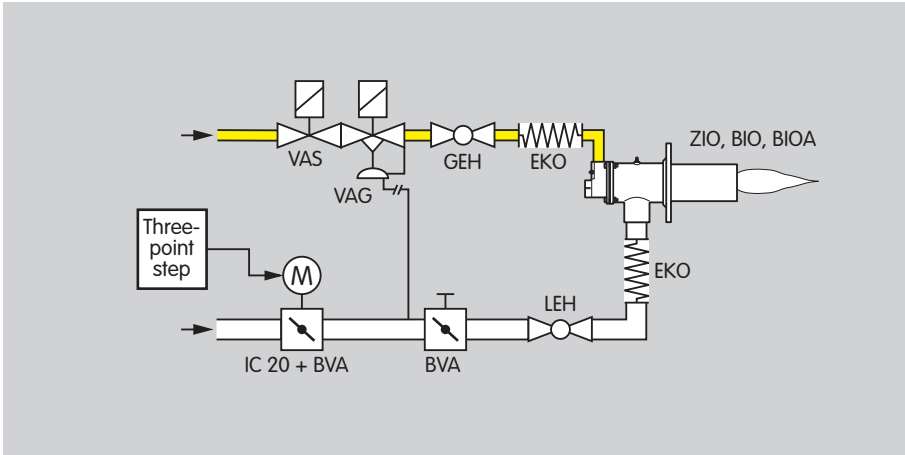 VAS
VAG
GEH
EKO
ZIO, BIO, BIOA
Three-
point
step
M
EKO
LEH
IC 20 + BVA
BVA